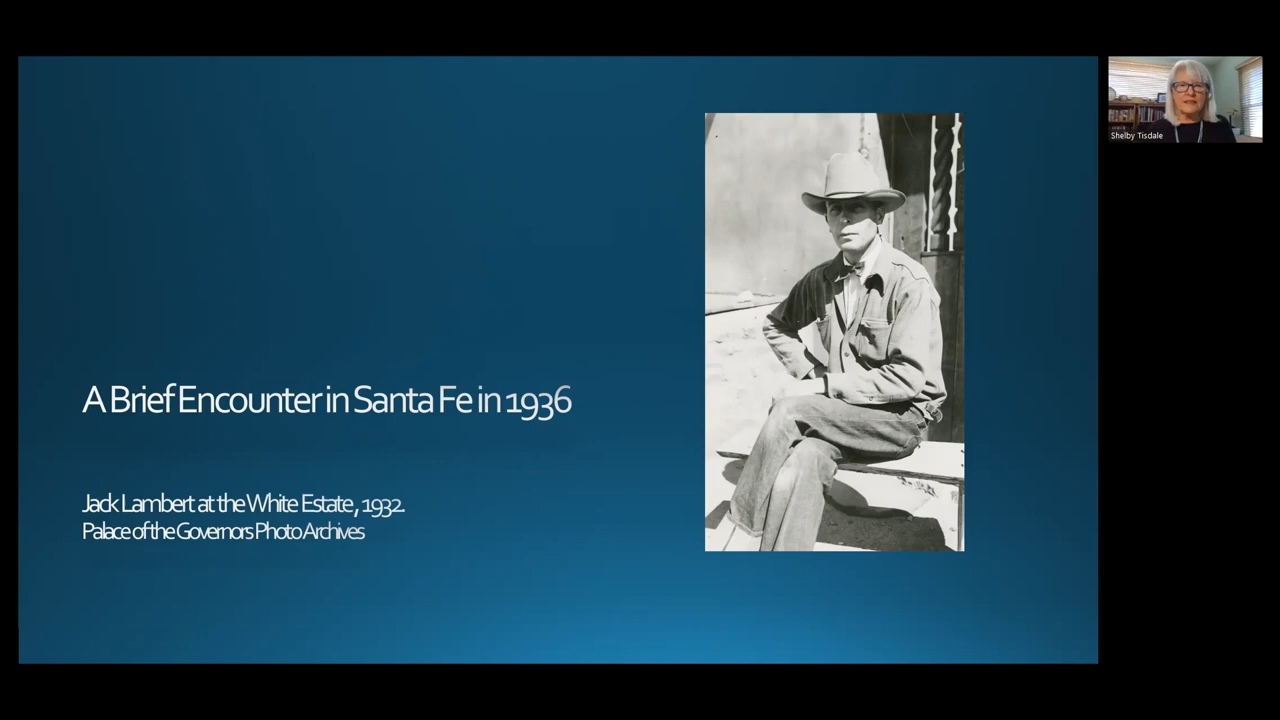 A Brief Encounter in Santa Fe in 1936
Jack Lambert at the White Estate, 1932.
Palace of the Governors Photo Archives
Shelby Tisdale